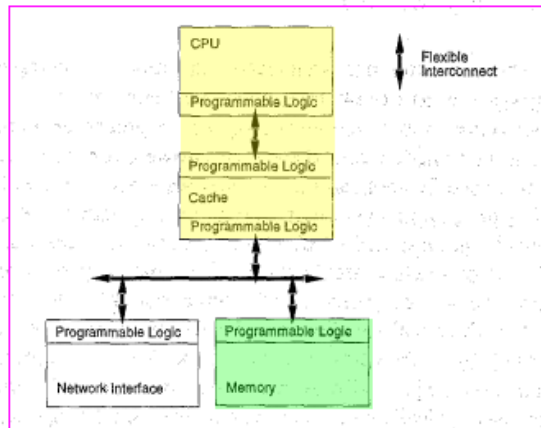 CPU
Flexible
Interconnect
Programmable Logic
Programmable Logic
Cache
Programmable Logic
Programmable Logic
Programmable Logic
Network Interface
Memory